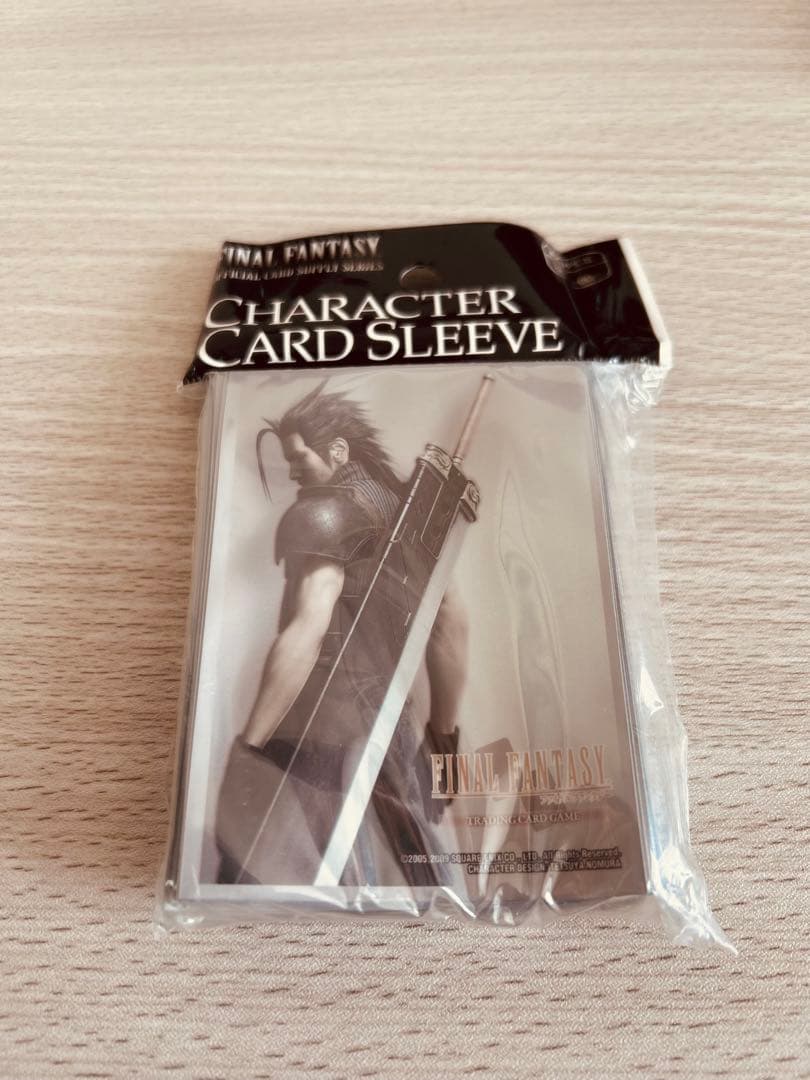 FINAL FANTASY
OFFICIAL CARD SUPPLY SERIES
CHARACTER
CARD SLEEVE
FINAL FANTASY
TRADING CARD GAME
©2005, 2009 SQUARE ENIX CO., LTD. All Rights Reserved.
CHARACTER DESIGN: TETSUYA NOMURA